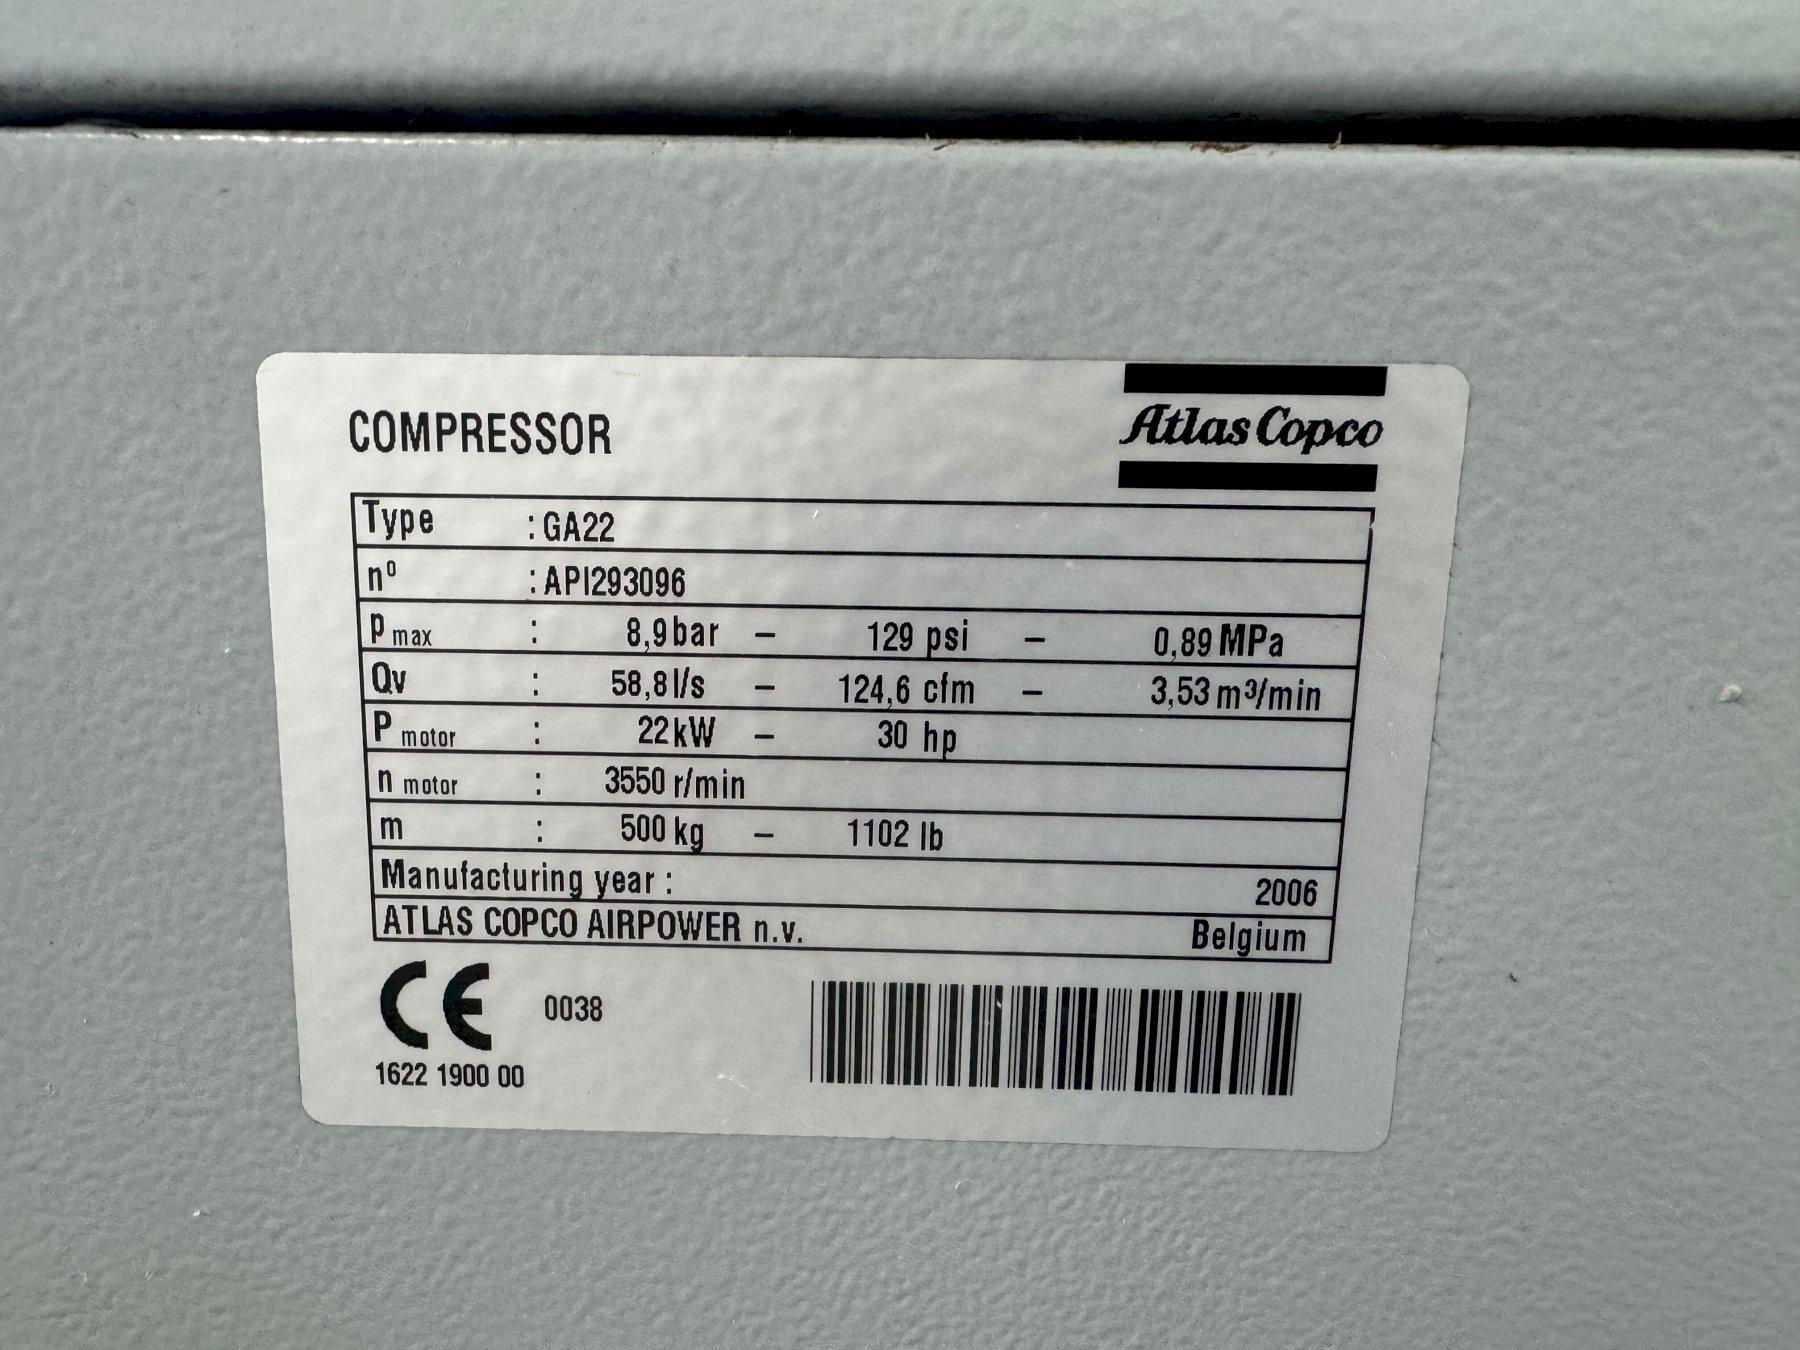 COMPRESSOR
Atlas Copco
Type : GA22
nº : API293096
p max : 8,9 bar – 129 psi – 0,89 MPa
Qv : 58,8 l/s – 124,6 cfm – 3,53 m³/min
P motor : 22 kW – 30 hp
n motor : 3550 r/min
m : 500 kg – 1102 lb
Manufacturing year : 2006
ATLAS COPCO AIRPOWER n.v. Belgium
CE 0038
1622 1900 00